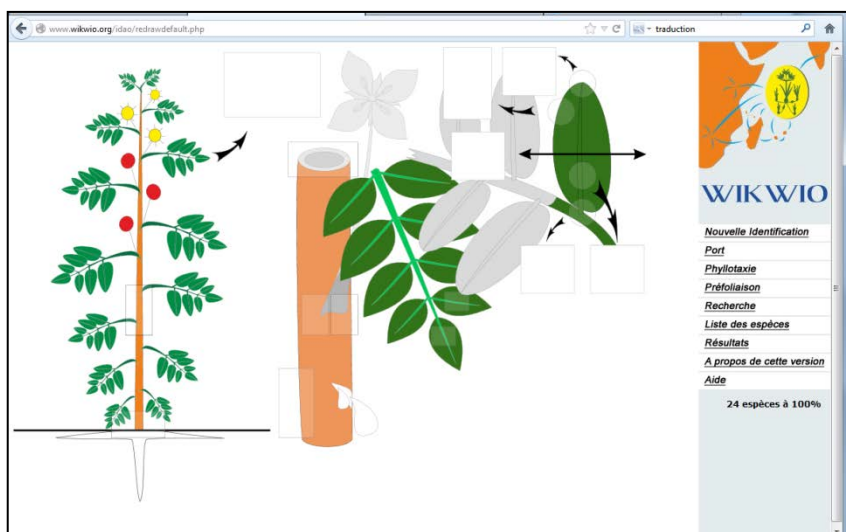 www.wikwio.org/idao/redrawdefault.php
traduction
WIKWIO
Nouvelle Identification
Port
Phyllotaxie
Préfoliaison
Recherche
Liste des espèces
Résultats
A propos de cette version
Aide
24 espèces à 100%